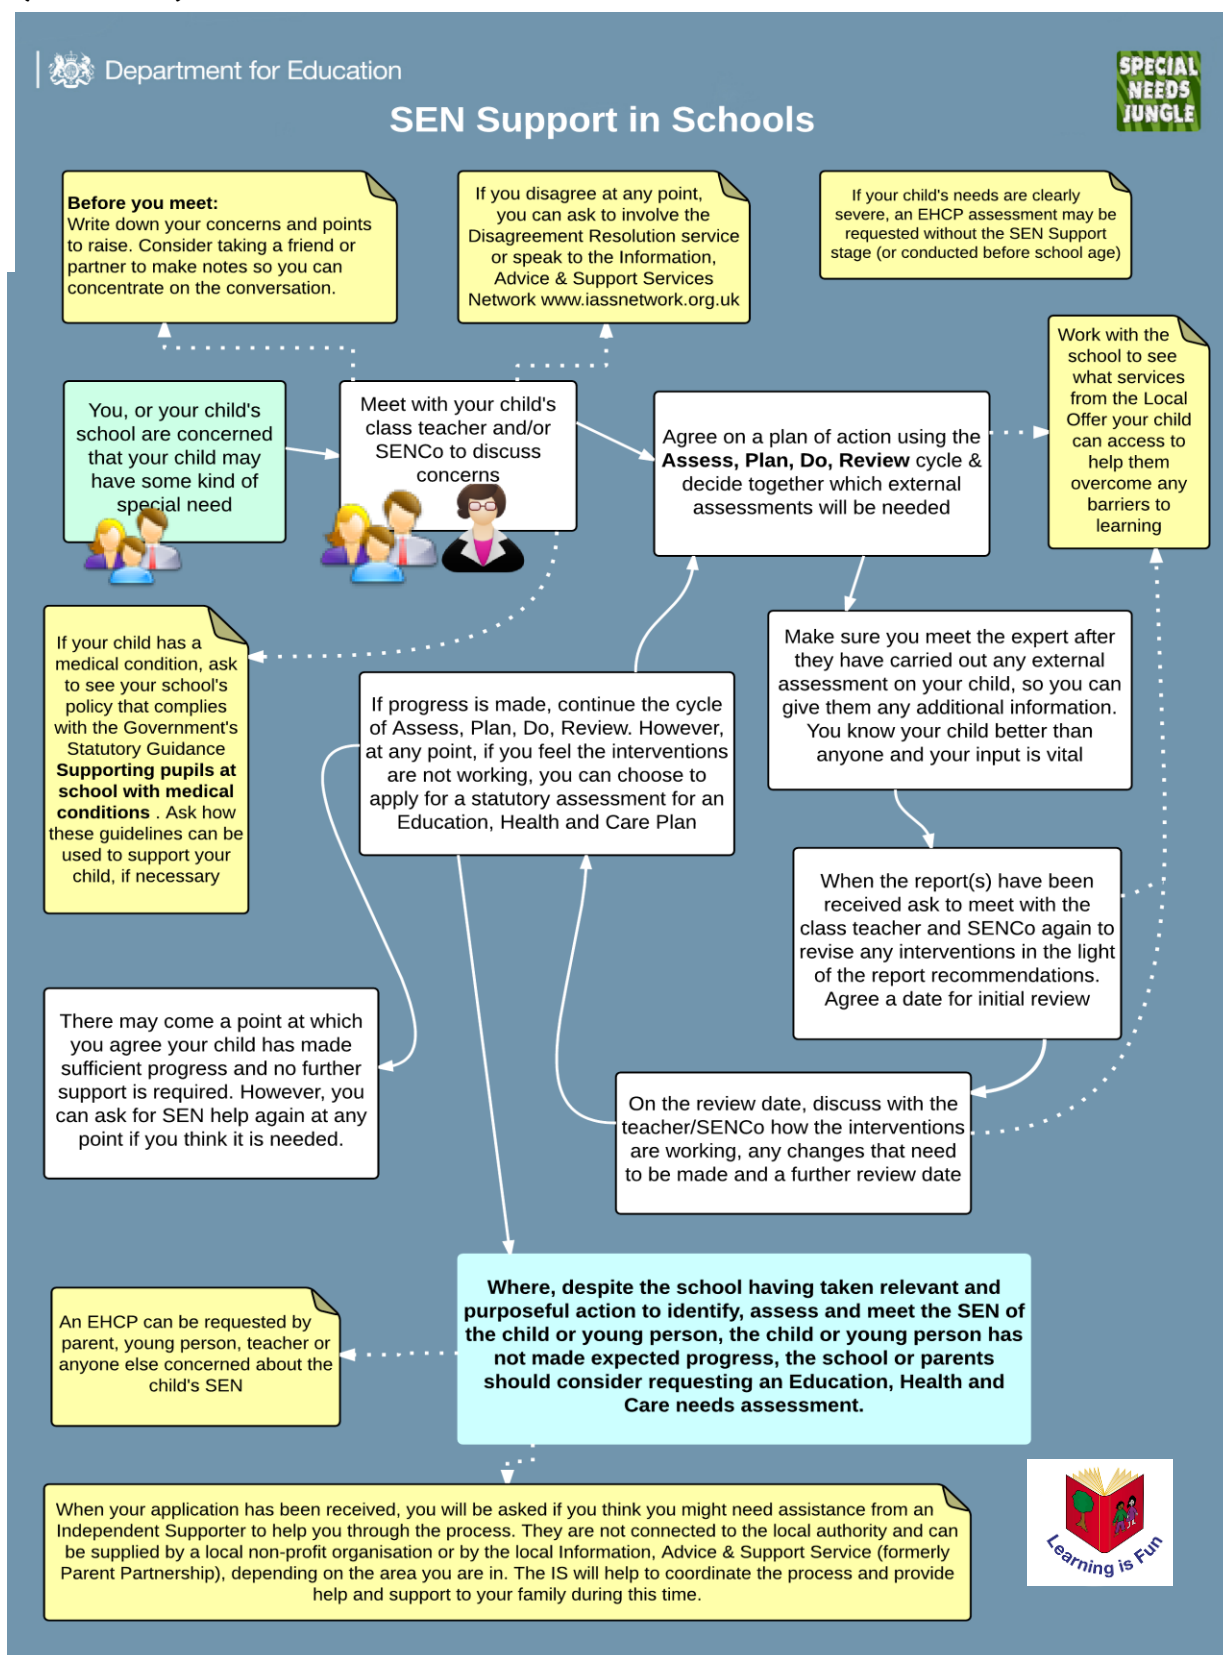 Department for Education
SPECIAL
NEEDS
JUNGLE
SEN Support in Schools
Before you meet:
Write down your concerns and points
to raise. Consider taking a friend or
partner to make notes so you can
concentrate on the conversation.
If you disagree at any point,
you can ask to involve the
Disagreement Resolution service
or speak to the Information,
Advice & Support Services
Network www.iassnetwork.org.uk
If your child's needs are clearly
severe, an EHCP assessment may be
requested without the SEN Support
stage (or conducted before school age)
Work with the
school to see
what services
from the Local
Offer your child
can access to
help them
overcome any
barriers to
learning
You, or your child's
school are concerned
that your child may
have some kind of
special need
Meet with your child's
class teacher and/or
SENCo to discuss
concerns
Agree on a plan of action using the
Assess, Plan, Do, Review cycle &
decide together which external
assessments will be needed
If your child has a
medical condition, ask
to see your school's
policy that complies
with the Government's
Statutory Guidance
Supporting pupils at
school with medical
conditions . Ask how
these guidelines can be
used to support your
child, if necessary
If progress is made, continue the cycle
of Assess, Plan, Do, Review. However,
at any point, if you feel the interventions
are not working, you can choose to
apply for a statutory assessment for an
Education, Health and Care Plan
Make sure you meet the expert after
they have carried out any external
assessment on your child, so you can
give them any additional information.
You know your child better than
anyone and your input is vital
When the report(s) have been
received ask to meet with the
class teacher and SENCo again to
revise any interventions in the light
of the report recommendations.
Agree a date for initial review
There may come a point at which
you agree your child has made
sufficient progress and no further
support is required. However, you
can ask for SEN help again at any
point if you think it is needed.
On the review date, discuss with the
teacher/SENCo how the interventions
are working, any changes that need
to be made and a further review date
Where, despite the school having taken relevant and
purposeful action to identify, assess and meet the SEN of
the child or young person, the child or young person has
not made expected progress, the school or parents
should consider requesting an Education, Health and
Care needs assessment.
An EHCP can be requested by
parent, young person, teacher or
anyone else concerned about the
child's SEN
When your application has been received, you will be asked if you think you might need assistance from an
Independent Supporter to help you through the process. They are not connected to the local authority and can
be supplied by a local non-profit organisation or by the local Information, Advice & Support Service (formerly
Parent Partnership), depending on the area you are in. The IS will help to coordinate the process and provide
help and support to your family during this time.
Learning is Fun